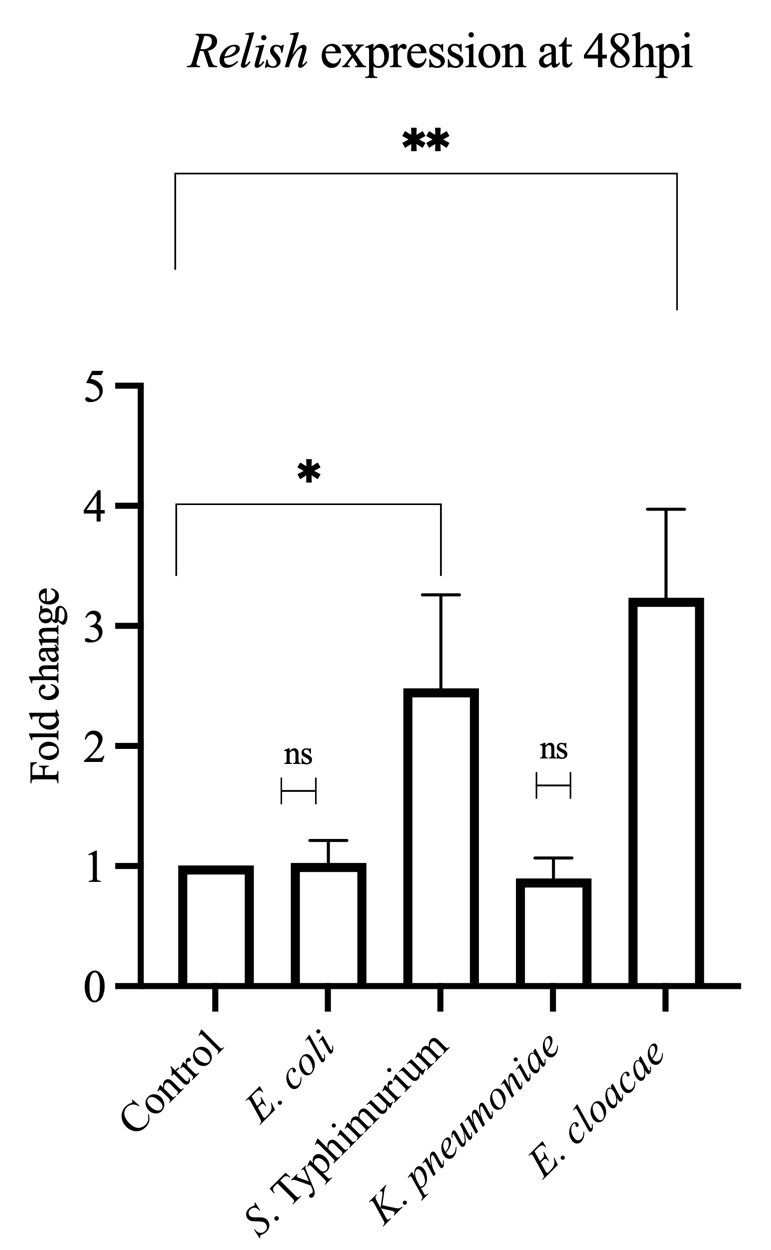 Relish expression at 48hpi
**
5
*
4
3
2
1
0
Fold change
ns
ns
Control
E. coli
S. Typhimurium
K. pneumoniae
E. cloacae